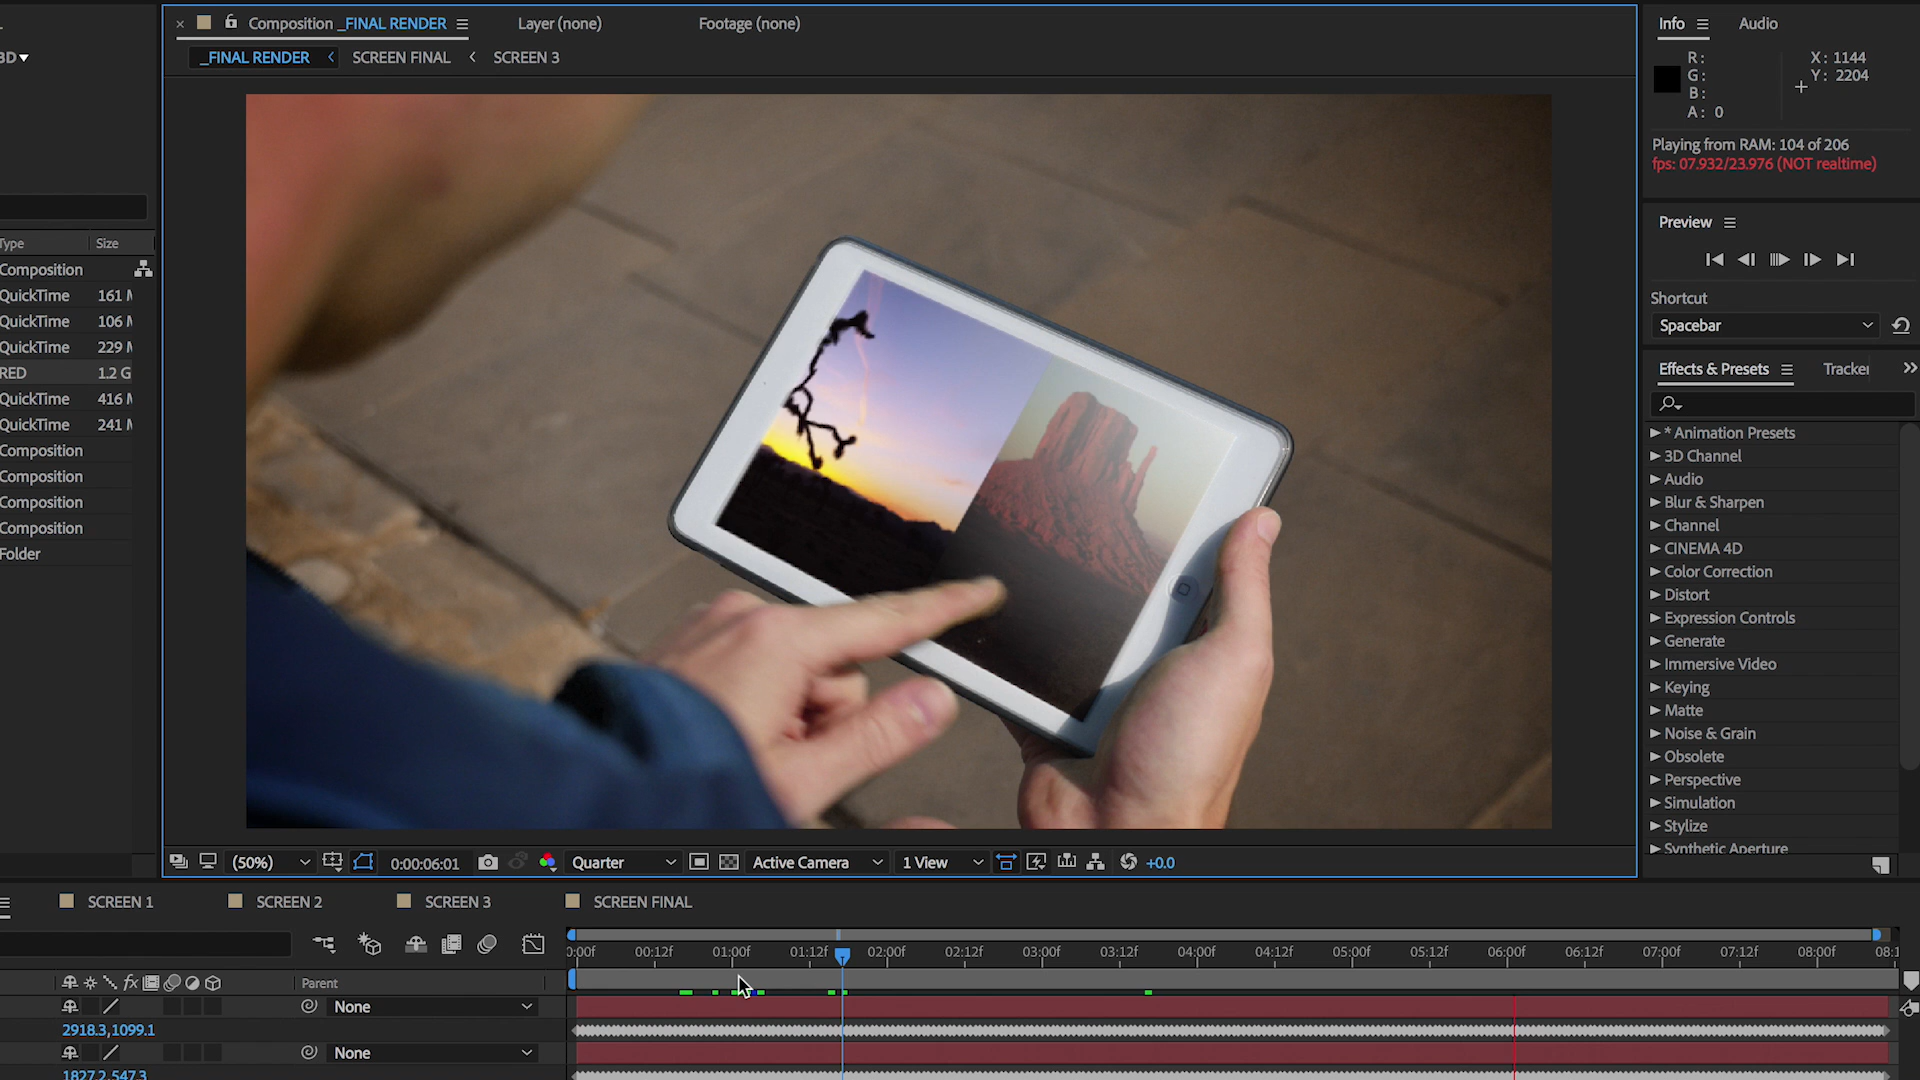 Composition _FINAL RENDER
Layer (none)
Footage (none)
_FINAL RENDER
SCREEN FINAL
SCREEN 3
Type
Size
Composition
QuickTime 161
QuickTime 106
QuickTime 229
RED 1.2 G
QuickTime 416
QuickTime 241
Composition
Composition
Composition
Composition
Folder
Info
Audio
R:
G:
B:
A: 0
X: 1144
Y: 2204
Playing from RAM: 104 of 206
fps: 07.932/23.976 (NOT realtime)
Preview
Shortcut
Spacebar
Effects & Presets
Tracker
* Animation Presets
3D Channel
Audio
Blur & Sharpen
Channel
CINEMA 4D
Color Correction
Distort
Expression Controls
Generate
Immersive Video
Keying
Matte
Noise & Grain
Obsolete
Perspective
Simulation
Stylize
Synthetic Aperture
(50%)
0:00:06:01
Quarter
Active Camera
1 View
+0.0
SCREEN 1
SCREEN 2
SCREEN 3
SCREEN FINAL
0:00f 00:12f 01:00f 01:12f 02:00f 02:12f 03:00f 03:12f 04:00f 04:12f 05:00f 05:12f 06:00f 06:12f 07:00f 07:12f 08:00f 08:1
fx
Parent
None
2918.3,1099.1
None
1827.2,547.3